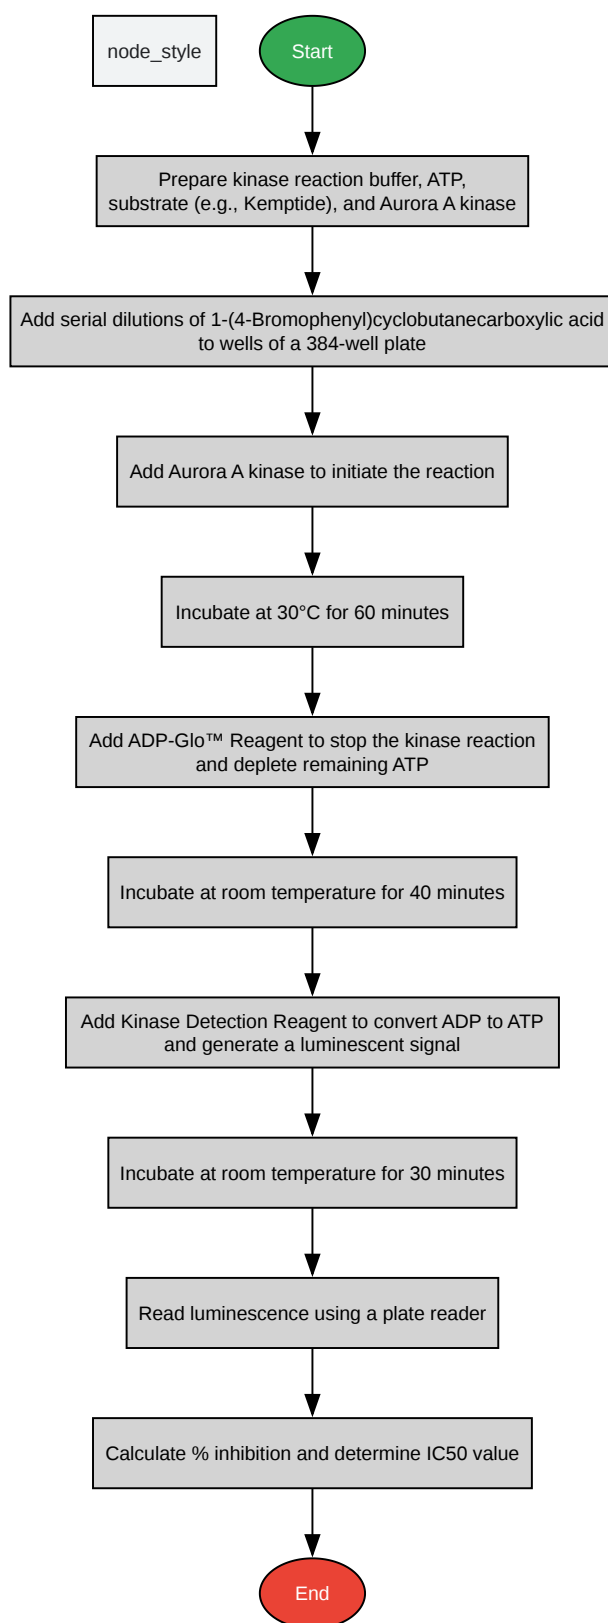 node_style
Start
Prepare kinase reaction buffer, ATP,
substrate (e.g., Kemptide), and Aurora A kinase
Add serial dilutions of 1-(4-Bromophenyl)cyclobutanecarboxylic acid
to wells of a 384-well plate
Add Aurora A kinase to initiate the reaction
Incubate at 30°C for 60 minutes
Add ADP-Glo™ Reagent to stop the kinase reaction
and deplete remaining ATP
Incubate at room temperature for 40 minutes
Add Kinase Detection Reagent to convert ADP to ATP
and generate a luminescent signal
Incubate at room temperature for 30 minutes
Read luminescence using a plate reader
Calculate % inhibition and determine IC50 value
End